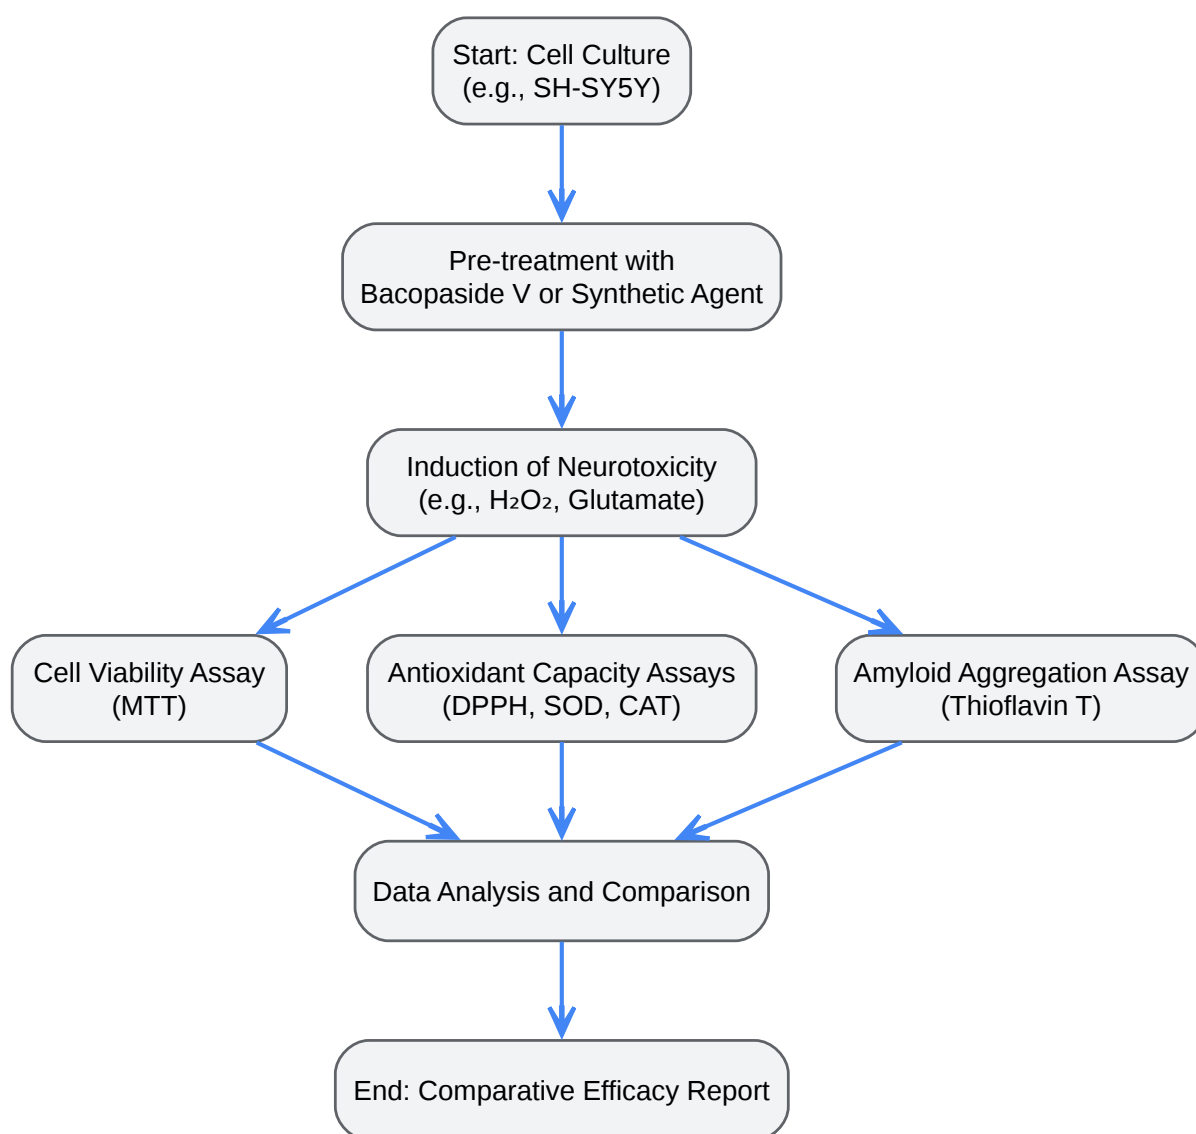 Start: Cell Culture
(e.g., SH-SY5Y)
Pre-treatment with
Bacopaside V or Synthetic Agent
Induction of Neurotoxicity
(e.g., H₂O₂, Glutamate)
Cell Viability Assay
(MTT)
Antioxidant Capacity Assays
(DPPH, SOD, CAT)
Amyloid Aggregation Assay
(Thioflavin T)
Data Analysis and Comparison
End: Comparative Efficacy Report